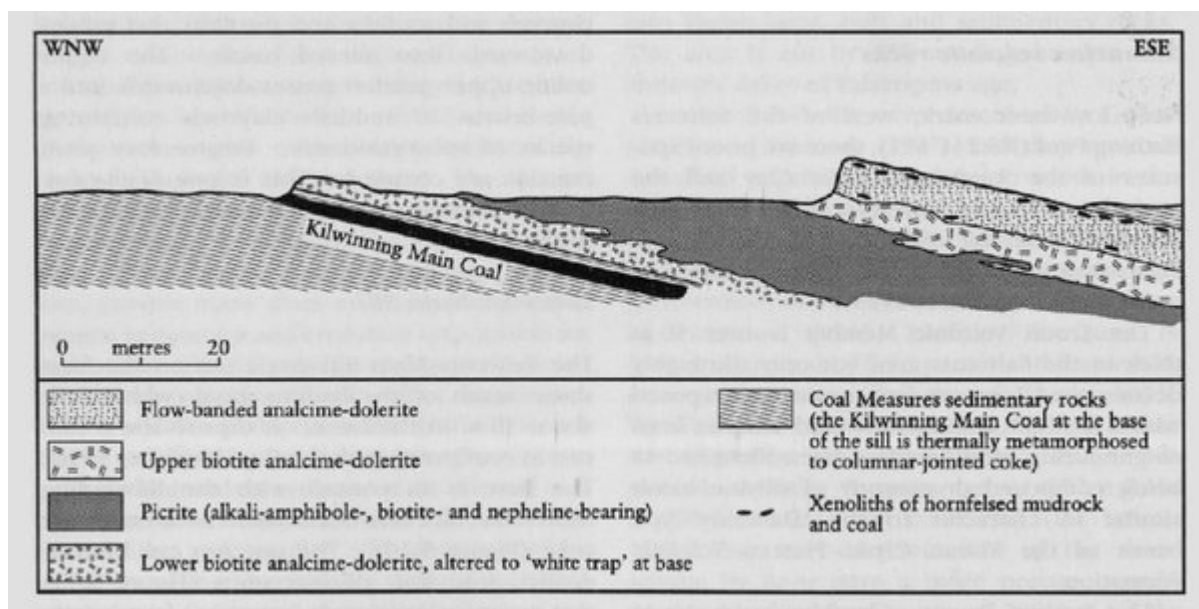 WNW
ESE
Kilwinning Main Coal
0 metres 20
Flow-banded analcime-dolerite
Upper biotite analcime-dolerite
Picrite (alkali-amphibole-, biotite- and nepheline-bearing)
Lower biotite analcime-dolerite, altered to 'white trap' at base
Coal Measures sedimentary rocks
(the Kilwinning Main Coal at the base
of the sill is thermally metamorphosed
to columnar-jointed coke)
Xenoliths of hornfelsed mudrock
and coal